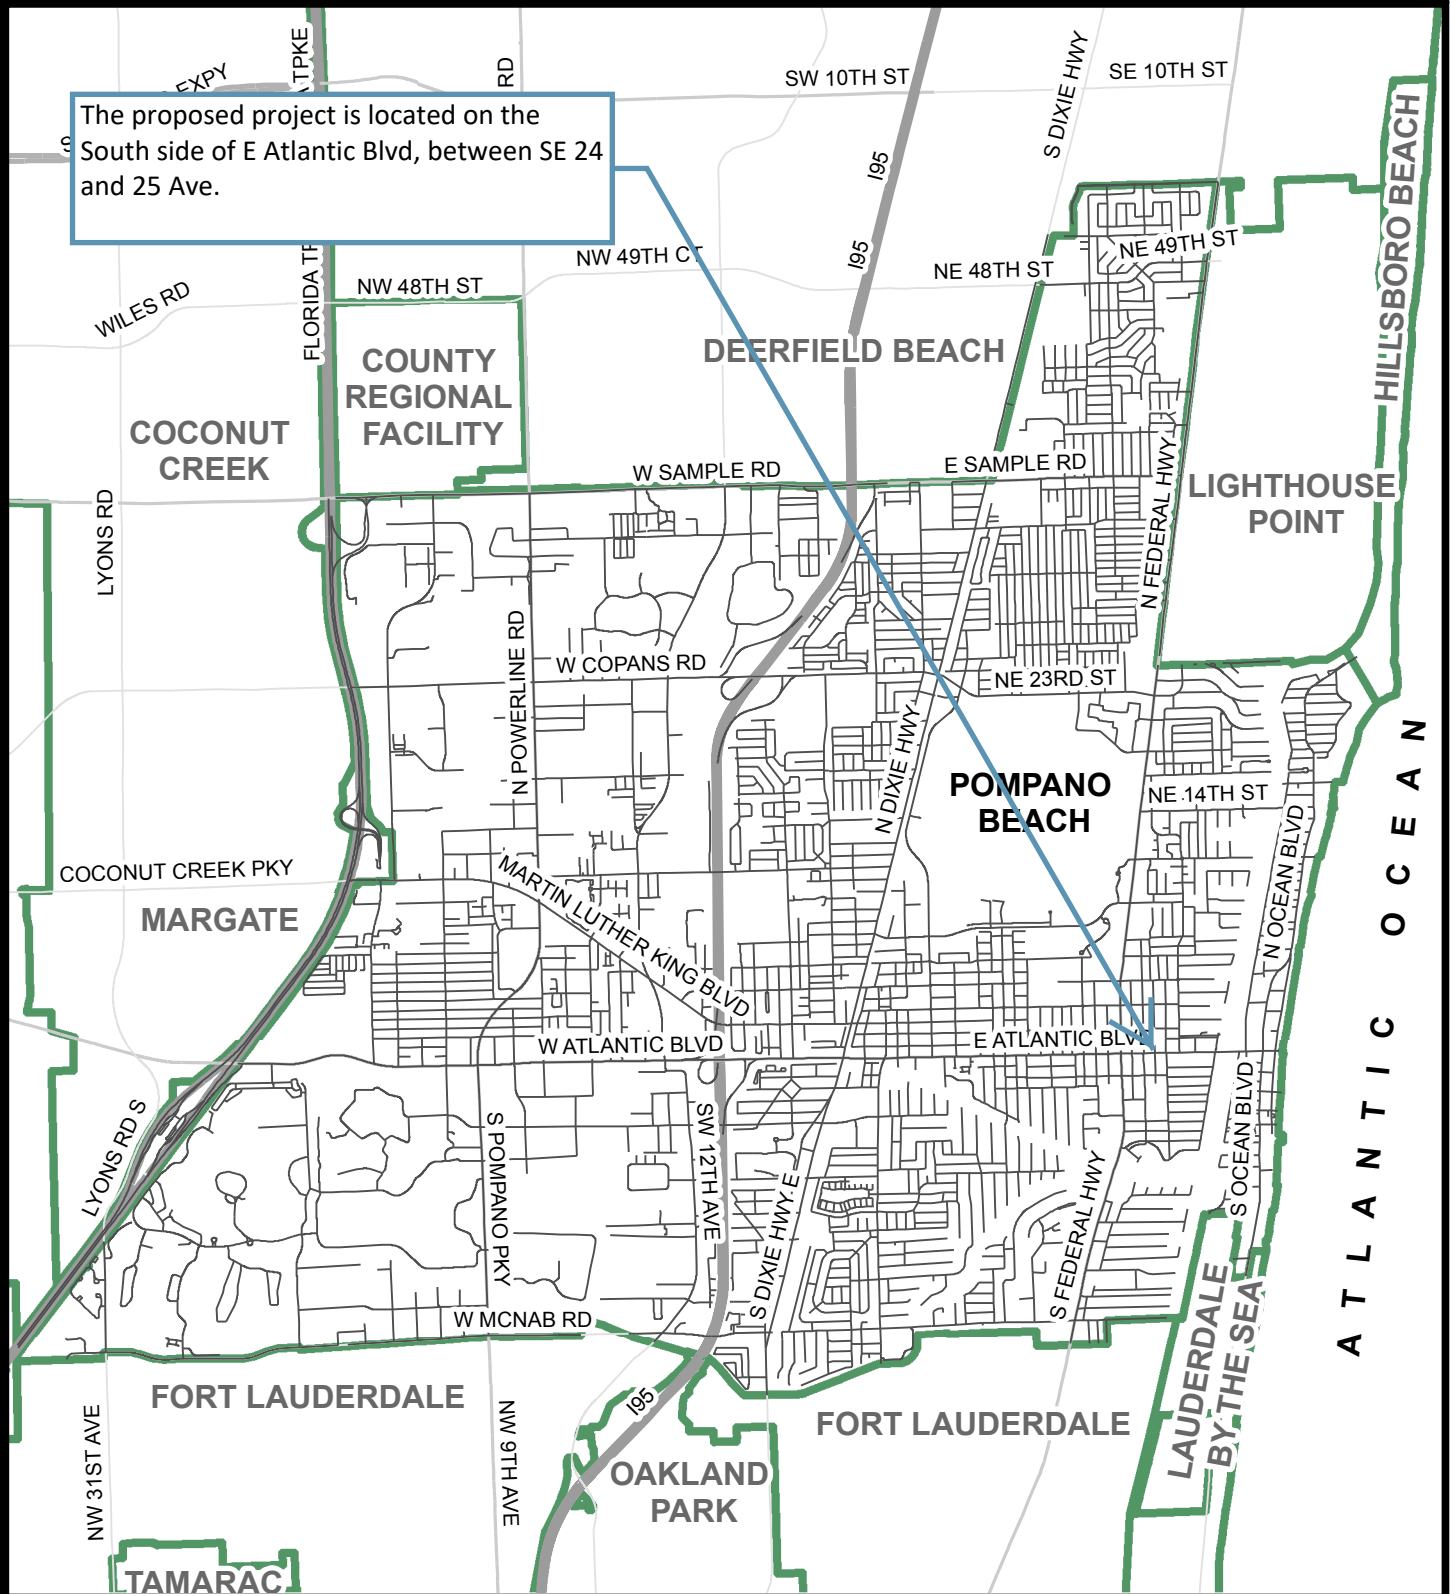 TPKE
RD
EXPY
SW 10TH ST
S DIXIE HWY
SE 10TH ST
The proposed project is located on the
South side of E Atlantic Blvd, between SE 24
and 25 Ave.
I95
HILLSBORO BEACH
I95
NE 49TH ST
NW 49TH CT
NE 48TH ST
NW 48TH ST
WILES RD
FLORIDA TP
DEERFIELD BEACH
COUNTY
REGIONAL
FACILITY
COCONUT
CREEK
W SAMPLE RD
E SAMPLE RD
LIGHTHOUSE
POINT
LYONS RD
N FEDERAL HWY
N POWERLINE RD
W COPANS RD
NE 23RD ST
N DIXIE HWY
POMPANO
BEACH
NE 14TH ST
COCONUT CREEK PKY
MARTIN LUTHER KING BLVD
N OCEAN BLVD
MARGATE
ATLANTIC OCEAN
W ATLANTIC BLVD
E ATLANTIC BLVD
LYONS RD S
S POMPANO PKY
SW 12TH AVE
S DIXIE HWY E
S FEDERAL HWY
S OCEAN BLVD
W MCNAB RD
LAUDERDALE
BY THE SEA
FORT LAUDERDALE
I95
FORT LAUDERDALE
NW 31ST AVE
NW 9TH AVE
OAKLAND
PARK
TAMARAC